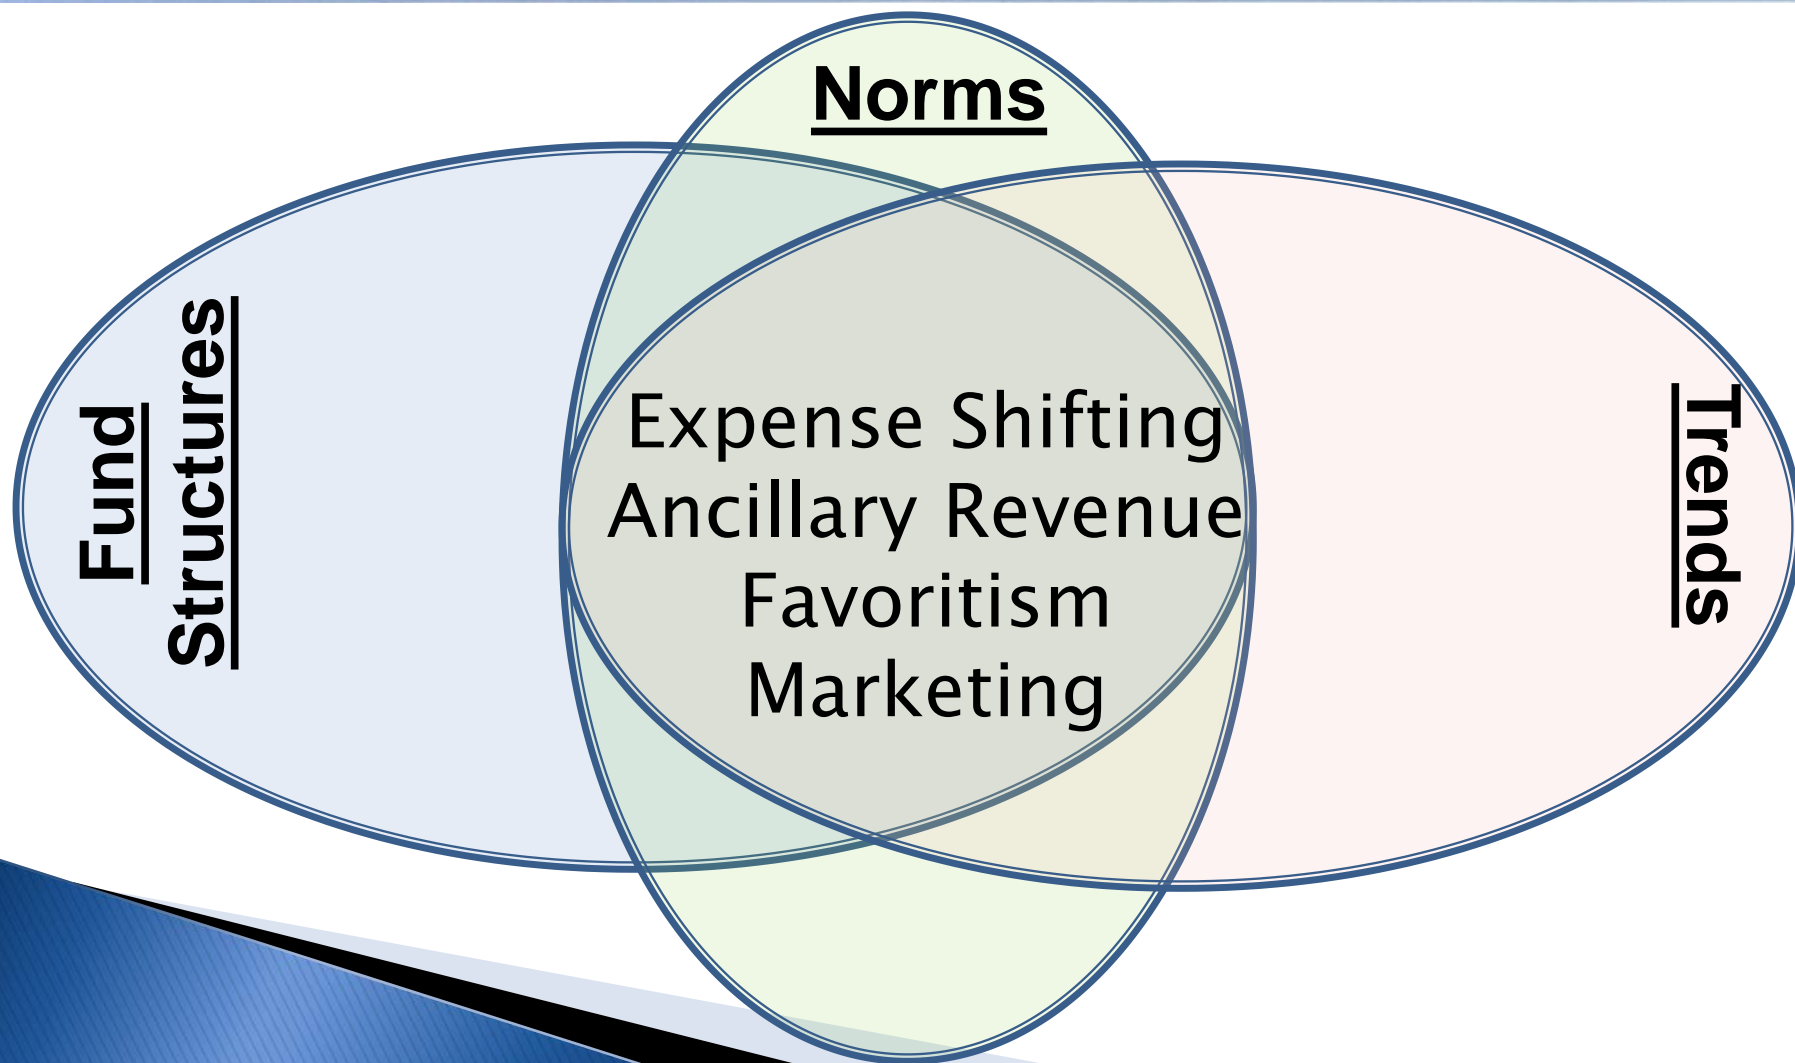 Norms
Fund
Structures
Expense Shifting
Ancillary Revenue
Favoritism
Marketing
Trends